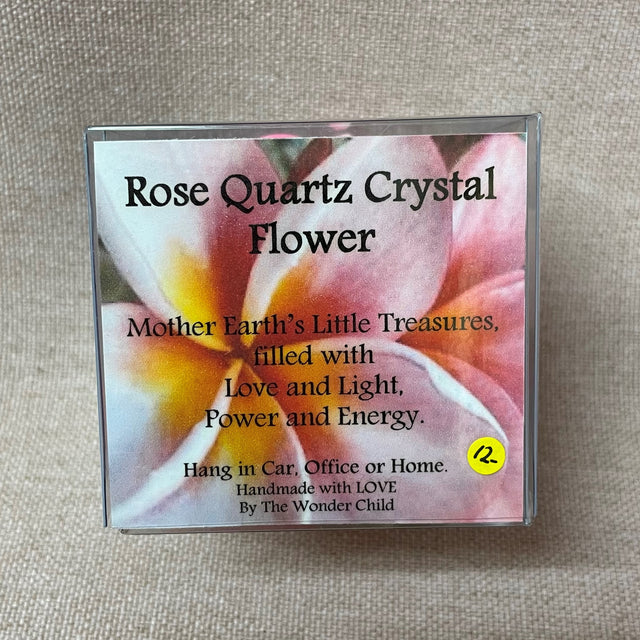 Rose Quartz Crystal
Flower
Mother Earth's Little Treasures,
filled with
Love and Light,
Power and Energy.
12-
Hang in Car, Office or Home.
Handmade with LOVE
By The Wonder Child